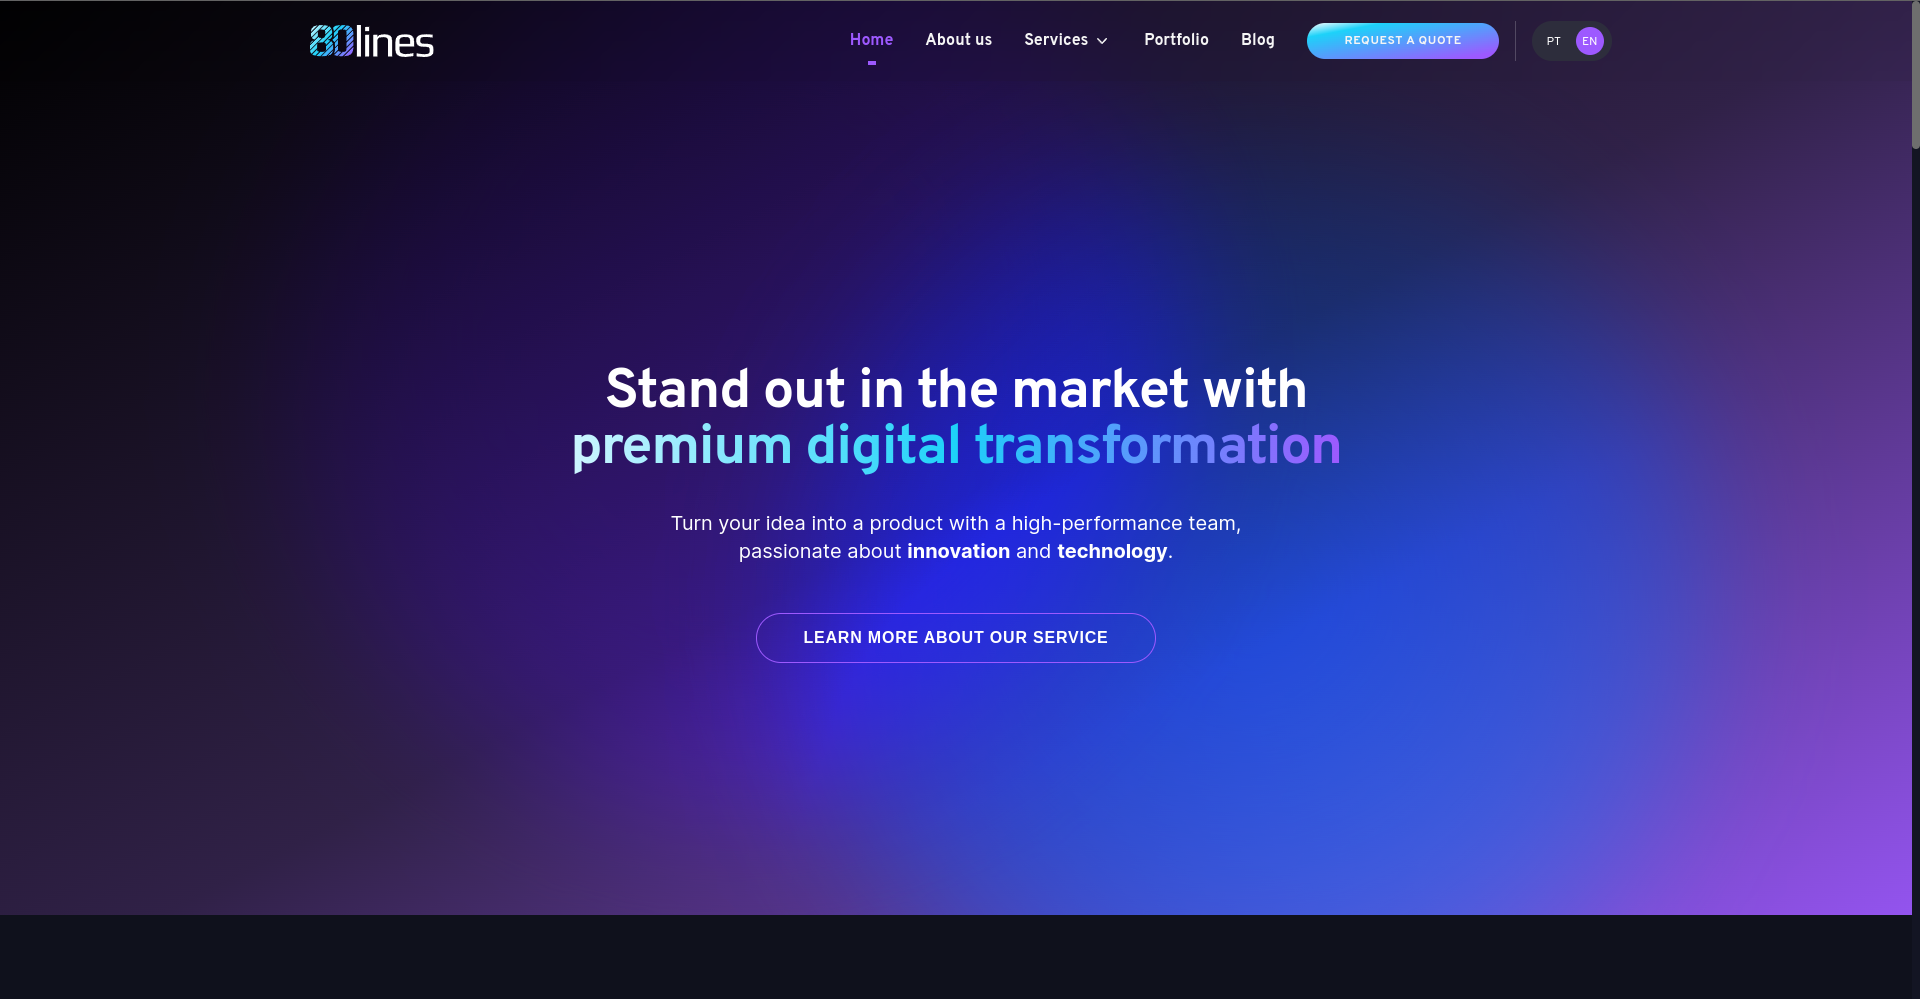 80lines
Home
About us
Services
Portfolio
Blog
REQUEST A QUOTE
PT
EN
Stand out in the market with
premium digital transformation
Turn your idea into a product with a high-performance team,
passionate about innovation and technology.
LEARN MORE ABOUT OUR SERVICE